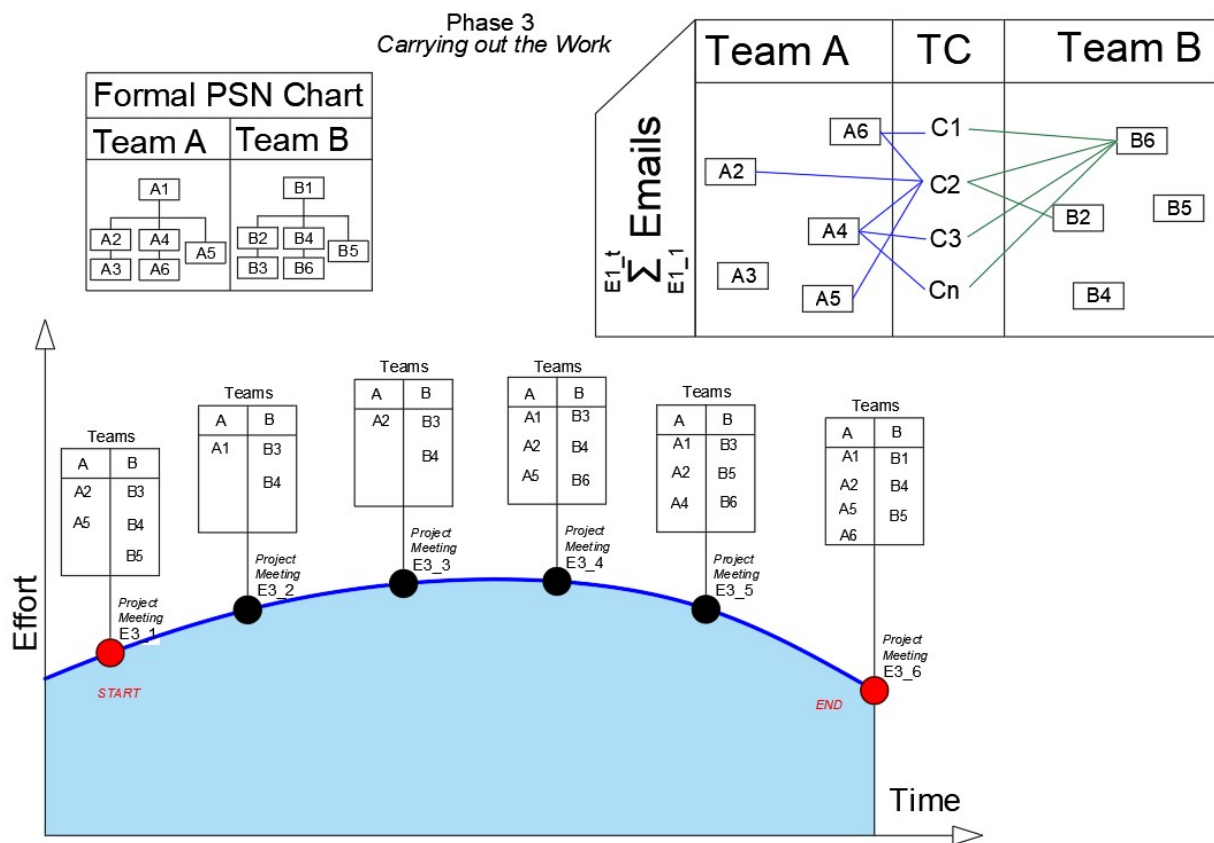 Phase 3
Carrying out the Work
Formal PSN Chart
Team A Team B
A1 B1
A2 A4 A5 B2 B4 B5
A3 A6 B3 B6
Team A TC Team B
E1_t
∑ Emails
E1_1
A6 C1 B6
A2 C2 B5
A4 B2
C3
A3 Cn B4
A5
Effort
Time
Teams
A B
A2 B3
A5 B4
B5
Project
Meeting
E3_1
START
Teams
A B
A1 B3
B4
Project
Meeting
E3_2
Teams
A B
A2 B3
B4
Project
Meeting
E3_3
Teams
A B
A1 B3
A2 B4
A5 B6
Project
Meeting
E3_4
Teams
A B
A1 B3
A2 B5
A4 B6
Project
Meeting
E3_5
Teams
A B
A1 B1
A2 B4
A5 B5
A6
Project
Meeting
E3_6
END